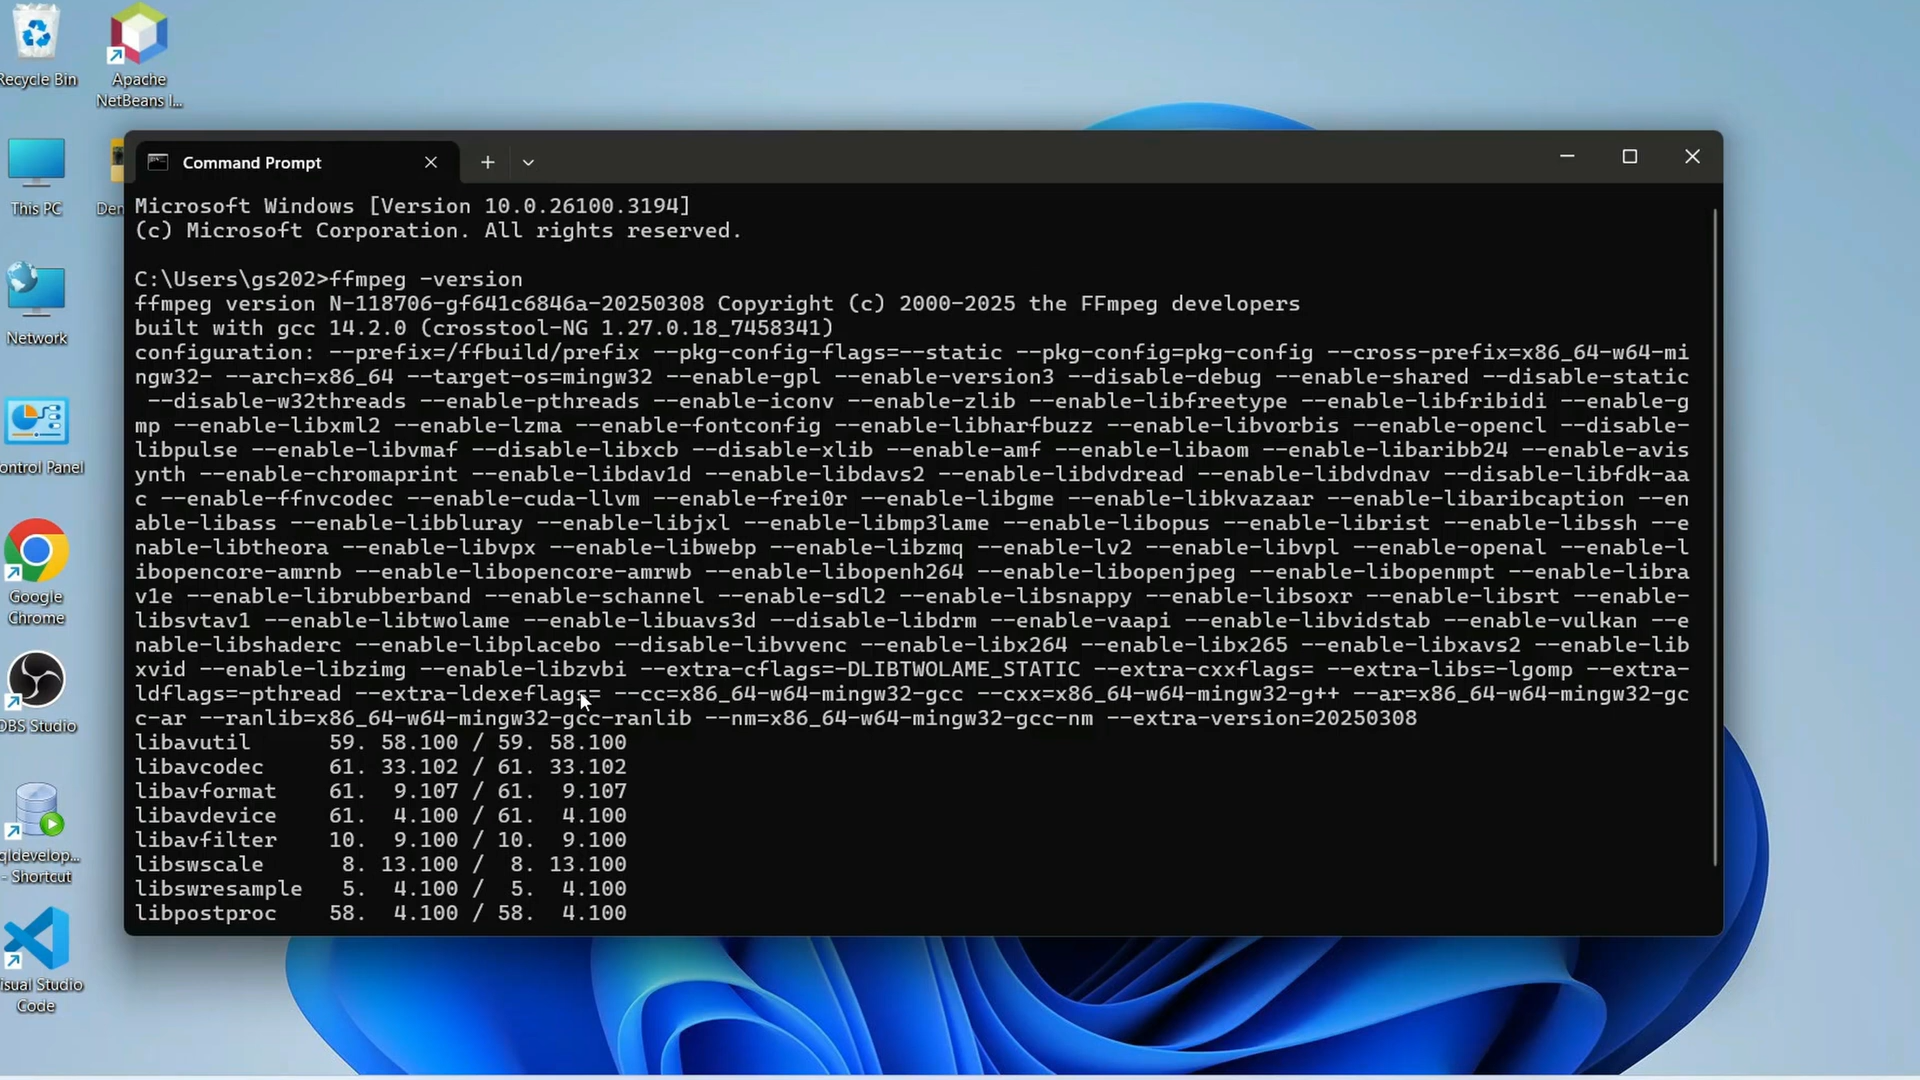 Recycle Bin
Apache
NetBeans I...
This PC
Network
ontrol Panel
Google
Chrome
OBS Studio
qldevelop...
- Shortcut
isual Studio
Code
Den
Command Prompt
Microsoft Windows [Version 10.0.26100.3194]
(c) Microsoft Corporation. All rights reserved.
C:\Users\gs202>ffmpeg -version
ffmpeg version N-118706-gf641c6846a-20250308 Copyright (c) 2000-2025 the FFmpeg developers
built with gcc 14.2.0 (crosstool-NG 1.27.0.18_7458341)
configuration: --prefix=/ffbuild/prefix --pkg-config-flags=--static --pkg-config=pkg-config --cross-prefix=x86_64-w64-mi
ngw32- --arch=x86_64 --target-os=mingw32 --enable-gpl --enable-version3 --disable-debug --enable-shared --disable-static
--disable-w32threads --enable-pthreads --enable-iconv --enable-zlib --enable-libfreetype --enable-libfribidi --enable-g
mp --enable-libxml2 --enable-lzma --enable-fontconfig --enable-libharfbuzz --enable-libvorbis --enable-opencl --disable-
libpulse --enable-libvmaf --disable-libxcb --disable-xlib --enable-amf --enable-libaom --enable-libaribb24 --enable-avis
ynth --enable-chromaprint --enable-libdav1d --enable-libdavs2 --enable-libdvdread --enable-libdvdnav --disable-libfdk-aa
c --enable-ffnvcodec --enable-cuda-llvm --enable-frei0r --enable-libgme --enable-libkvazaar --enable-libaribcaption --en
able-libass --enable-libbluray --enable-libjxl --enable-libmp3lame --enable-libopus --enable-librist --enable-libssh --e
nable-libtheora --enable-libvpx --enable-libwebp --enable-libzmq --enable-lv2 --enable-libvpl --enable-openal --enable-l
ibopencore-amrnb --enable-libopencore-amrwb --enable-libopenh264 --enable-libopenjpeg --enable-libopenmpt --enable-libra
v1e --enable-librubberband --enable-schannel --enable-sdl2 --enable-libsnappy --enable-libsoxr --enable-libsrt --enable-
libsvtav1 --enable-libtwolame --enable-libuavs3d --disable-libdrm --enable-vaapi --enable-libvidstab --enable-vulkan --e
nable-libshaderc --enable-libplacebo --disable-libvvenc --enable-libx264 --enable-libx265 --enable-libxavs2 --enable-lib
xvid --enable-libzimg --enable-libzvbi --extra-cflags=-DLIBTWOLAME_STATIC --extra-cxxflags= --extra-libs=-lgomp --extra-
ldflags=-pthread --extra-ldexeflags= --cc=x86_64-w64-mingw32-gcc --cxx=x86_64-w64-mingw32-g++ --ar=x86_64-w64-mingw32-gc
c-ar --ranlib=x86_64-w64-mingw32-gcc-ranlib --nm=x86_64-w64-mingw32-gcc-nm --extra-version=20250308
libavutil      59. 58.100 / 59. 58.100
libavcodec     61. 33.102 / 61. 33.102
libavformat    61.  9.107 / 61.  9.107
libavdevice    61.  4.100 / 61.  4.100
libavfilter    10.  9.100 / 10.  9.100
libswscale      8. 13.100 /  8. 13.100
libswresample   5.  4.100 /  5.  4.100
libpostproc    58.  4.100 / 58.  4.100